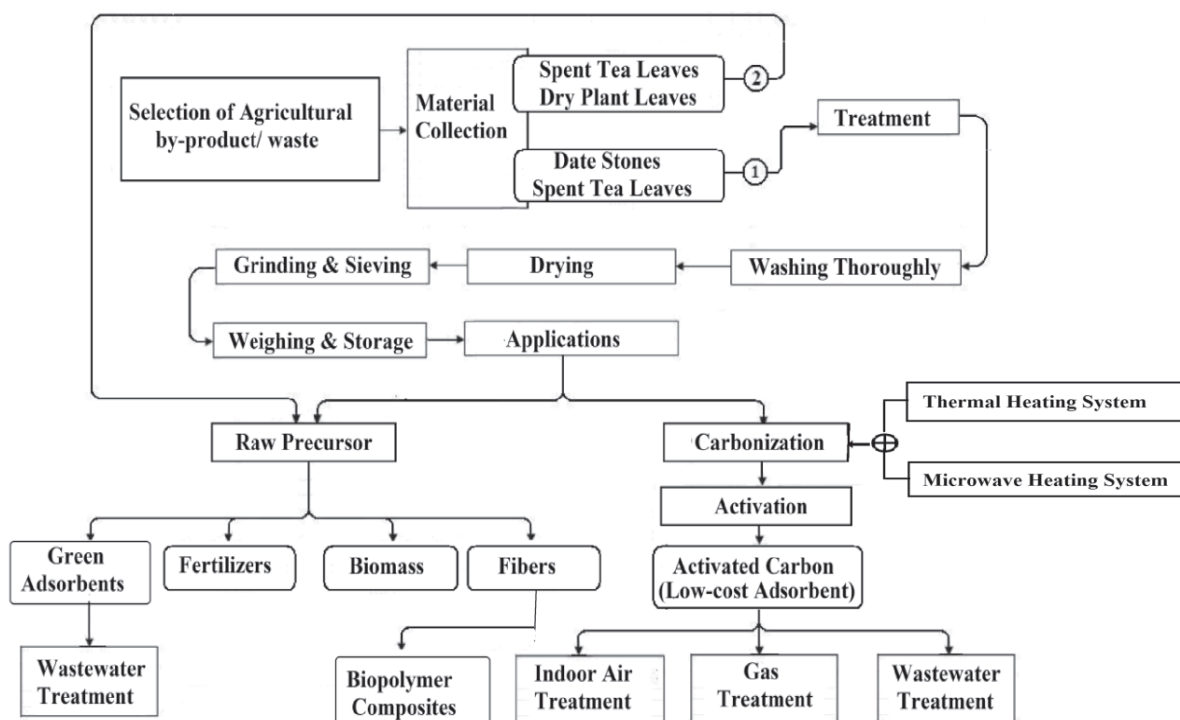 Selection of Agricultural
by-product/ waste
Material
Collection
Spent Tea Leaves
Dry Plant Leaves
2
Date Stones
Spent Tea Leaves
1
Treatment
Grinding & Sieving
Drying
Washing Thoroughly
Weighing & Storage
Applications
Thermal Heating System
Raw Precursor
Carbonization
Microwave Heating System
Activation
Green
Adsorbents
Fertilizers
Biomass
Fibers
Activated Carbon
(Low-cost Adsorbent)
Wastewater
Treatment
Biopolymer
Composites
Indoor Air
Treatment
Gas
Treatment
Wastewater
Treatment